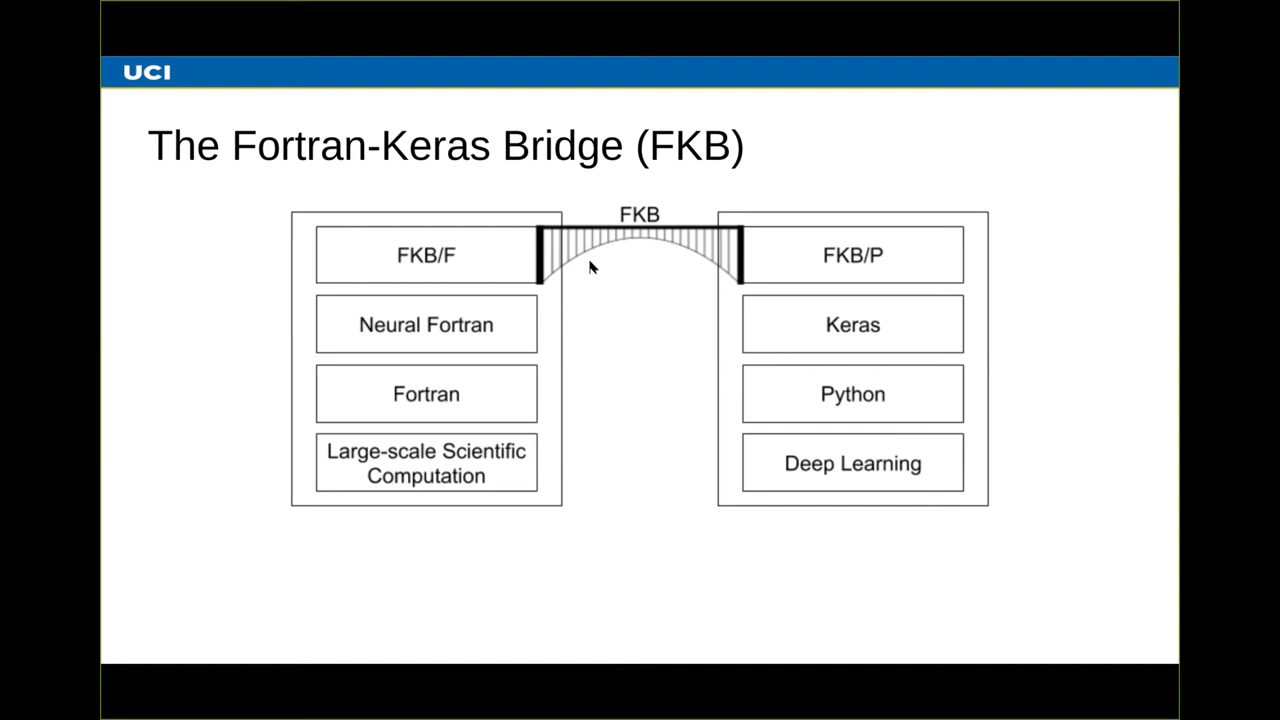 UCI
The Fortran-Keras Bridge (FKB)
FKB
FKB/F
Neural Fortran
Fortran
Large-scale Scientific
Computation
FKB/P
Keras
Python
Deep Learning